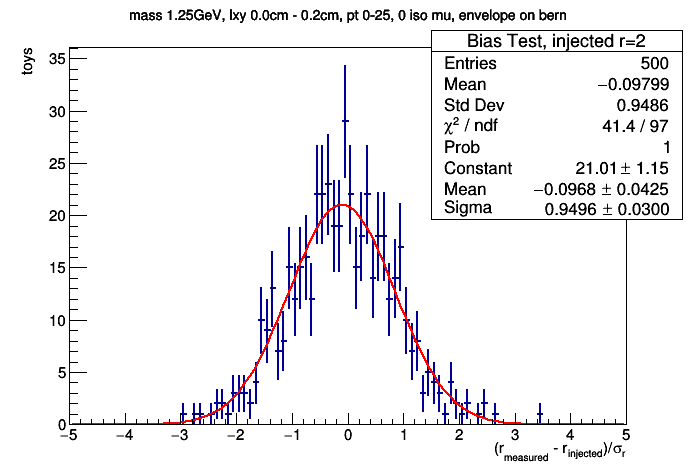 mass 1.25GeV, lxy 0.0cm - 0.2cm, pt 0-25, 0 iso mu, envelope on bern
toys
Bias Test, injected r=2
Entries 500
Mean −0.09799
Std Dev 0.9486
χ² / ndf 41.4 / 97
Prob 1
Constant 21.01 ± 1.15
Mean −0.0968 ± 0.0425
Sigma 0.9496 ± 0.0300
35
30
25
20
15
10
5
0
−5 −4 −3 −2 −1 0 1 2 3 4 5
(r_measured - r_injected)/σ_r